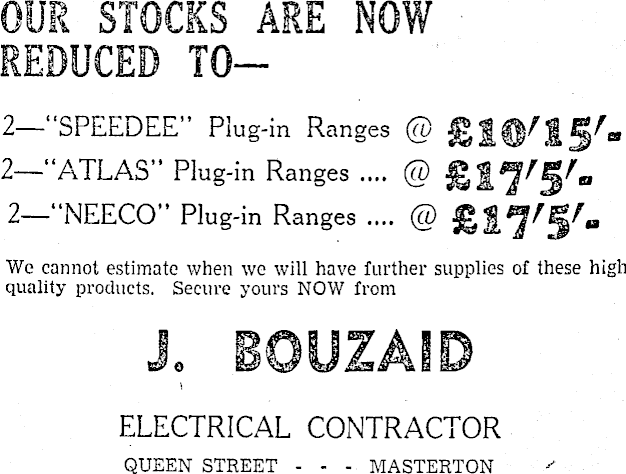 OUR STOCKS ARE NOW
REDUCED TO—
2—"SPEEDEE" Plug-in Ranges @ £10/15/-
2—"ATLAS" Plug-in Ranges .... @ £17/5/-
2—"NEECO" Plug-in Ranges .... @ £17/5/-
We cannot estimate when we will have further supplies of these high
quality products. Secure yours NOW from
J. BOUZAID
ELECTRICAL CONTRACTOR
QUEEN STREET - - - MASTERTON